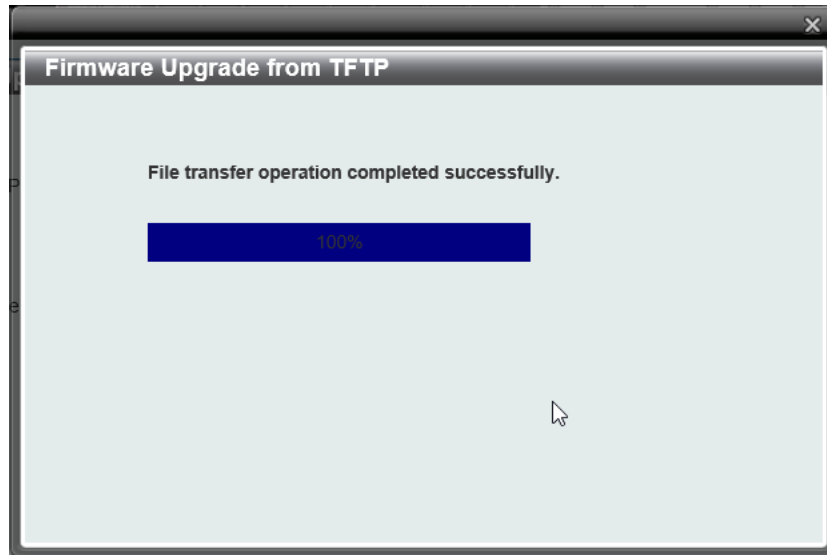 Firmware Upgrade from TFTP
File transfer operation completed successfully.
100%